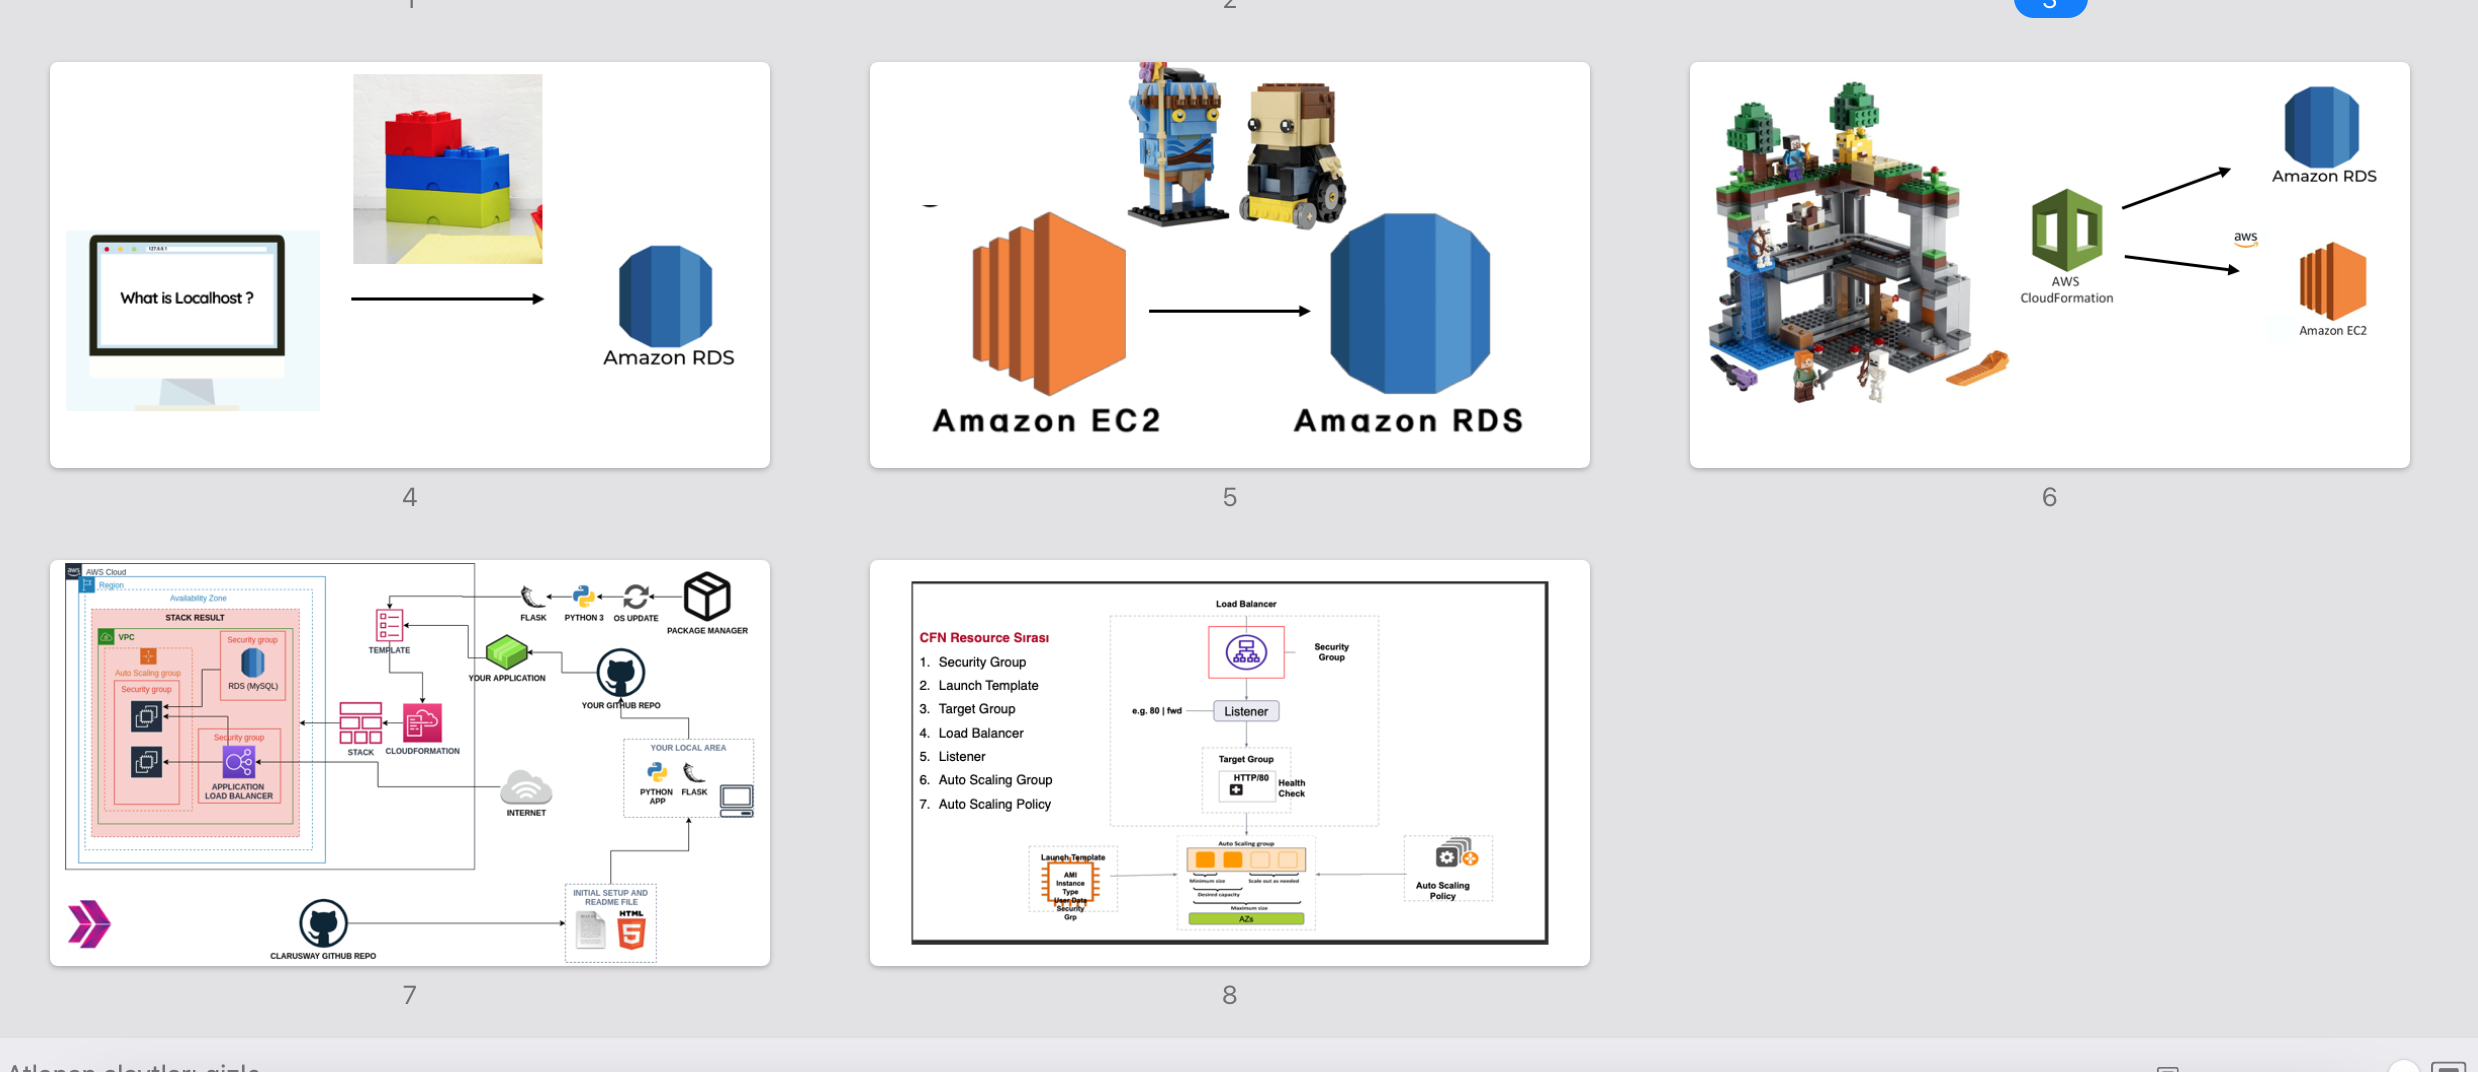 1
2
3
127.0.0.1
What is Localhost ?
Amazon RDS
4
Amazon EC2
Amazon RDS
5
Amazon RDS
aws
AWS
CloudFormation
Amazon EC2
6
aws
AWS Cloud
Region
Availability Zone
STACK RESULT
VPC
Security group
RDS (MySQL)
Auto Scaling group
Security group
Security group
APPLICATION
LOAD BALANCER
TEMPLATE
STACK
CLOUDFORMATION
FLASK
PYTHON 3
OS UPDATE
PACKAGE MANAGER
YOUR APPLICATION
YOUR GITHUB REPO
YOUR LOCAL AREA
PYTHON
APP
FLASK
INTERNET
INITIAL SETUP AND
README FILE
HTML
5
CLARUSWAY GITHUB REPO
7
CFN Resource Sırası
1. Security Group
2. Launch Template
3. Target Group
4. Load Balancer
5. Listener
6. Auto Scaling Group
7. Auto Scaling Policy
Load Balancer
Security
Group
e.g. 80 | fwd
Listener
Target Group
HTTP/80
Health
Check
Launch Template
AMI
Instance
Type
User Data
Security
Grp
Auto Scaling group
Minimum size
Scale out as needed
Desired capacity
Maximum size
AZs
Auto Scaling
Policy
8